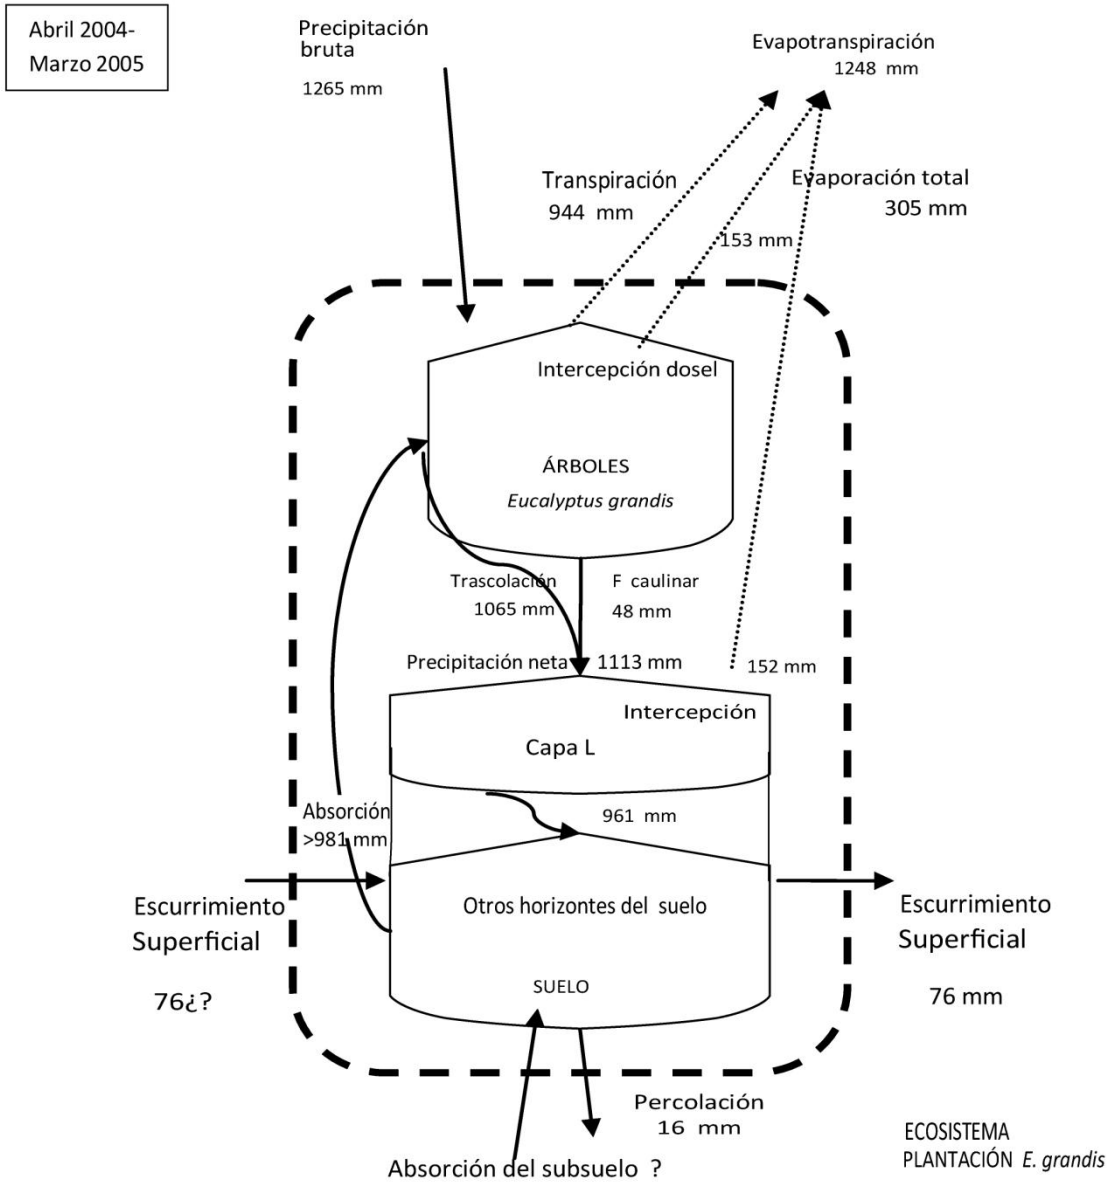 Abril 2004-
Marzo 2005
Precipitación
bruta
1265 mm
Evapotranspiración
1248 mm
Transpiración
944 mm
Evaporación total
305 mm
153 mm
Intercepción dosel
ÁRBOLES
Eucalyptus grandis
Trascolación
1065 mm
F caulinar
48 mm
Precipitación neta
1113 mm
152 mm
Intercepción
Capa L
961 mm
Absorción
>981 mm
Escurrimiento
Superficial
76¿?
Otros horizontes del suelo
SUELO
Escurrimiento
Superficial
76 mm
Percolación
16 mm
Absorción del subsuelo ?
ECOSISTEMA
PLANTACIÓN E. grandis